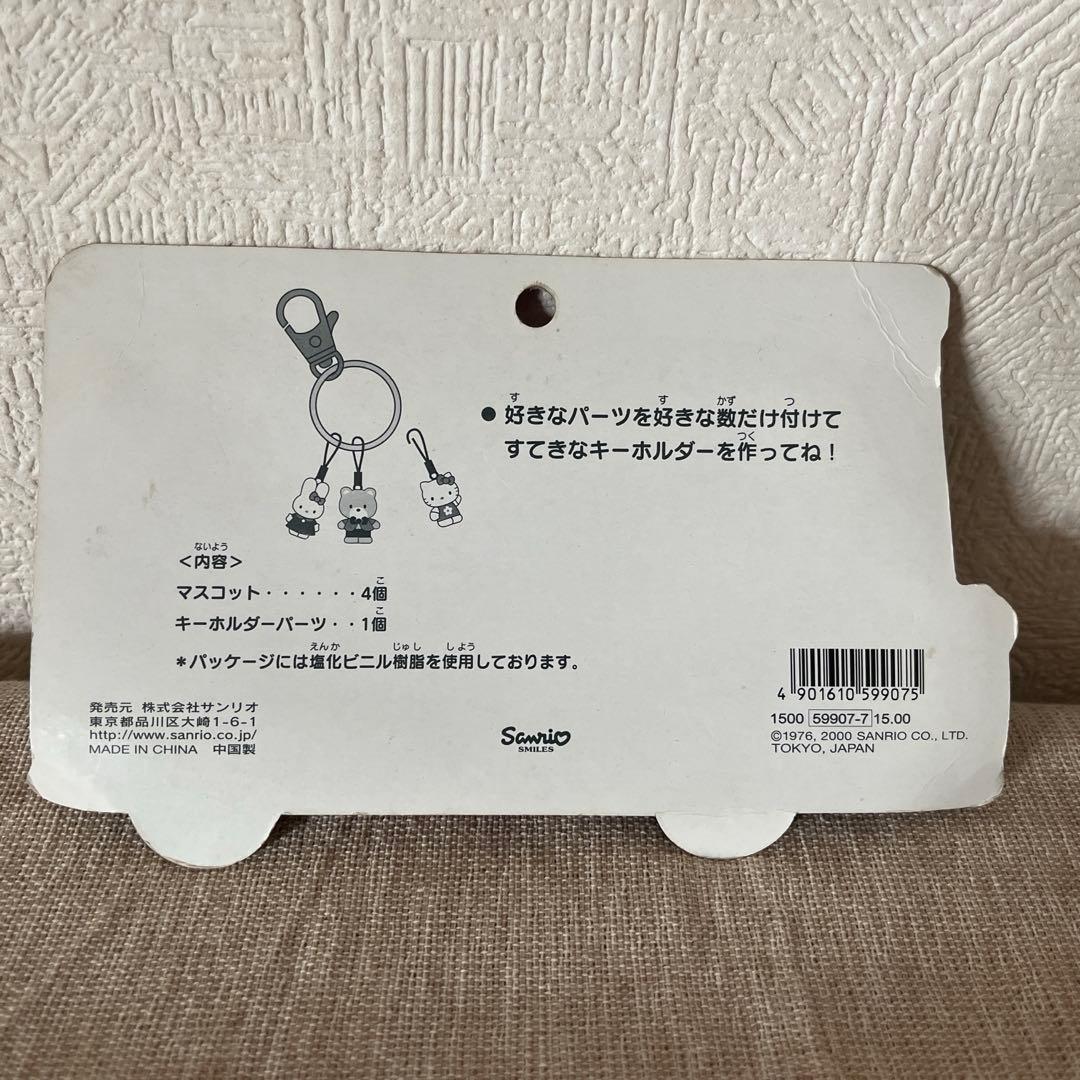 ● 好きなパーツを好きな数だけ付けて
すてきなキーホルダーを作ってね！
＜内容＞
マスコット・・・・・・4個
キーホルダーパーツ・・1個
＊パッケージには塩化ビニル樹脂を使用しております。
発売元 株式会社サンリオ
東京都品川区大崎1-6-1
http://www.sanrio.co.jp/
MADE IN CHINA 中国製
Sanrio
SMILES
4 901610 599075
1500 59907-7 15.00
©1976, 2000 SANRIO CO., LTD.
TOKYO, JAPAN